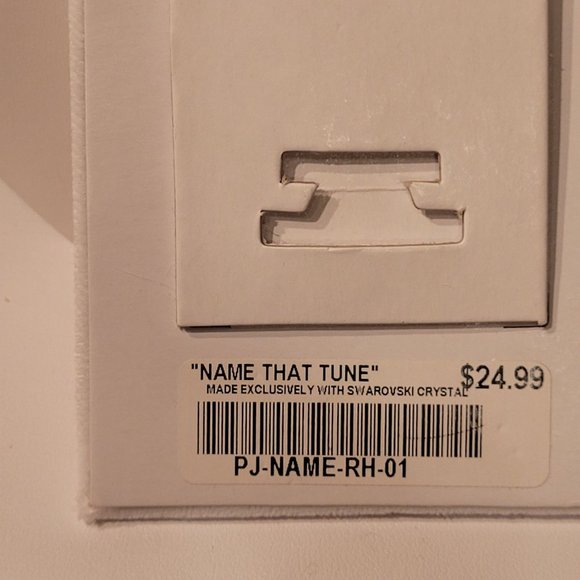 "NAME THAT TUNE" $24.99
MADE EXCLUSIVELY WITH SWAROVSKI CRYSTAL
PJ-NAME-RH-01